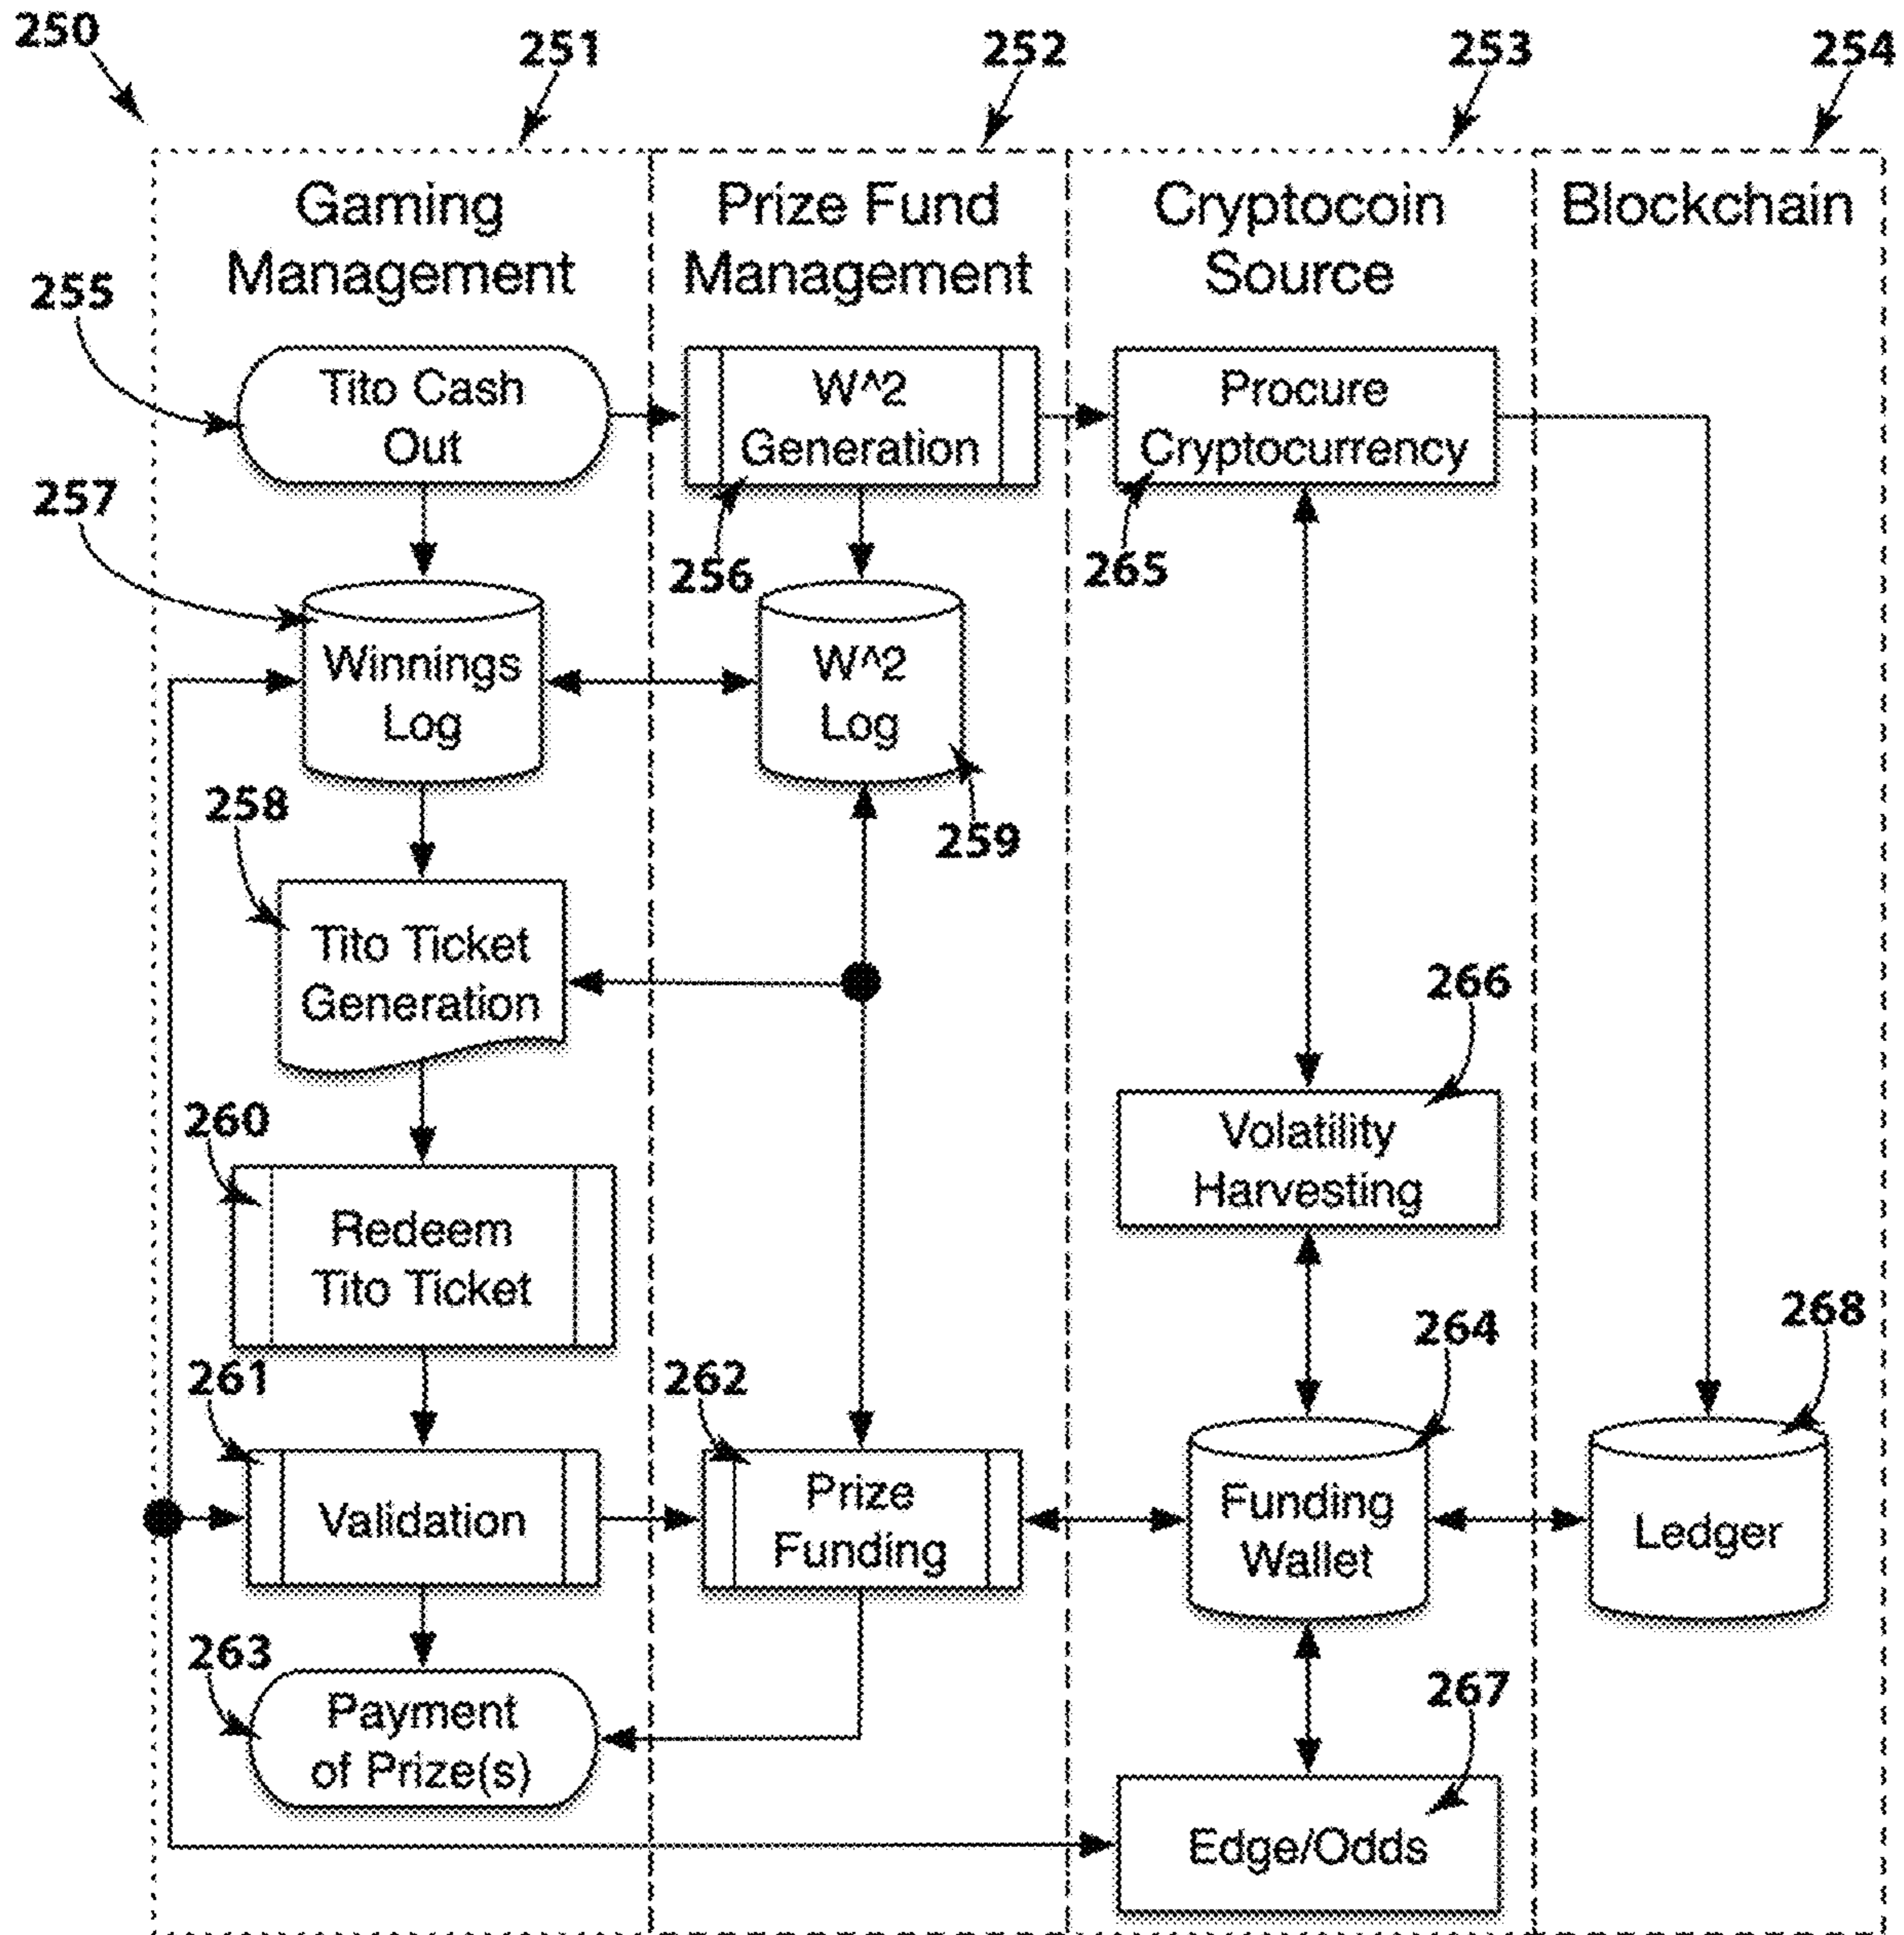 250
251
252
253
254
Gaming
Management
Prize Fund
Management
Cryptocoin
Source
Blockchain
255
Tito Cash
Out
W^2
Generation
Procure
Cryptocurrency
257
256
265
Winnings
Log
W^2
Log
258
259
Tito Ticket
Generation
266
260
Volatility
Harvesting
Redeem
Tito Ticket
264
268
261
262
Validation
Prize
Funding
Funding
Wallet
Ledger
263
267
Payment
of Prize(s)
Edge/Odds